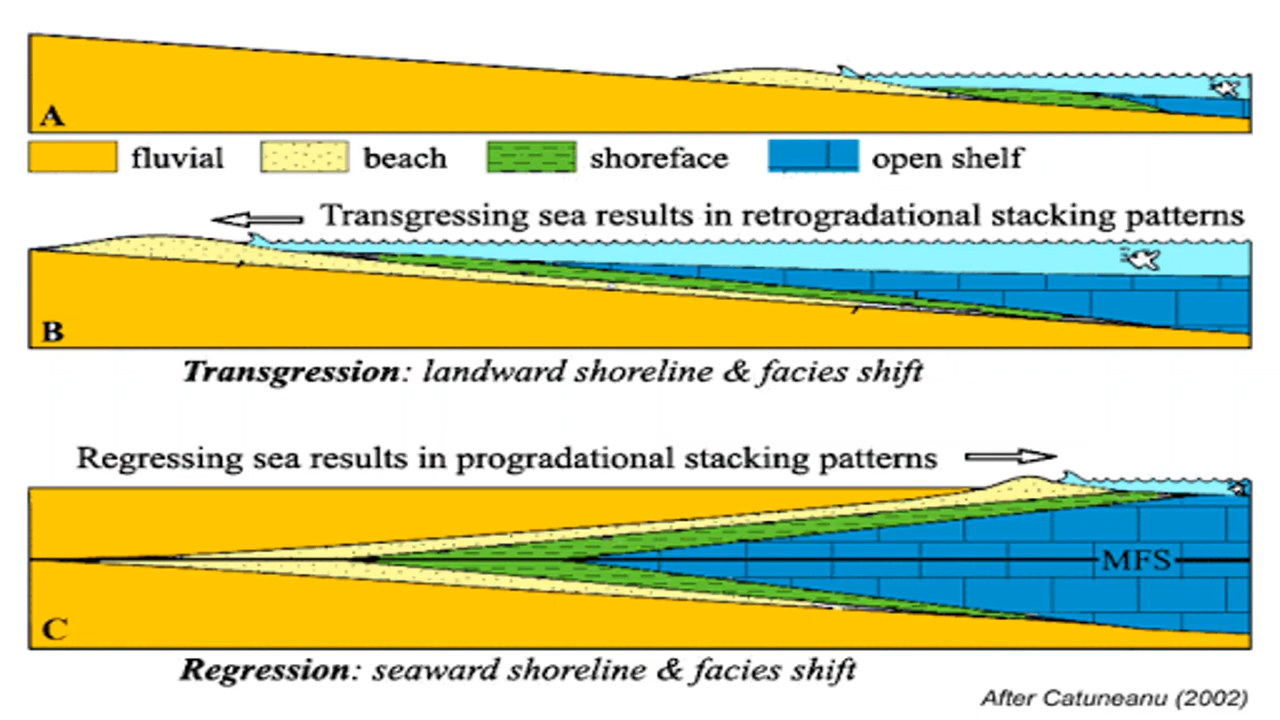 A
fluvial beach shoreface open shelf
Transgressing sea results in retrogradational stacking patterns
B
Transgression: landward shoreline & facies shift
Regressing sea results in progradational stacking patterns
MFS
C
Regression: seaward shoreline & facies shift
After Catuneanu (2002)